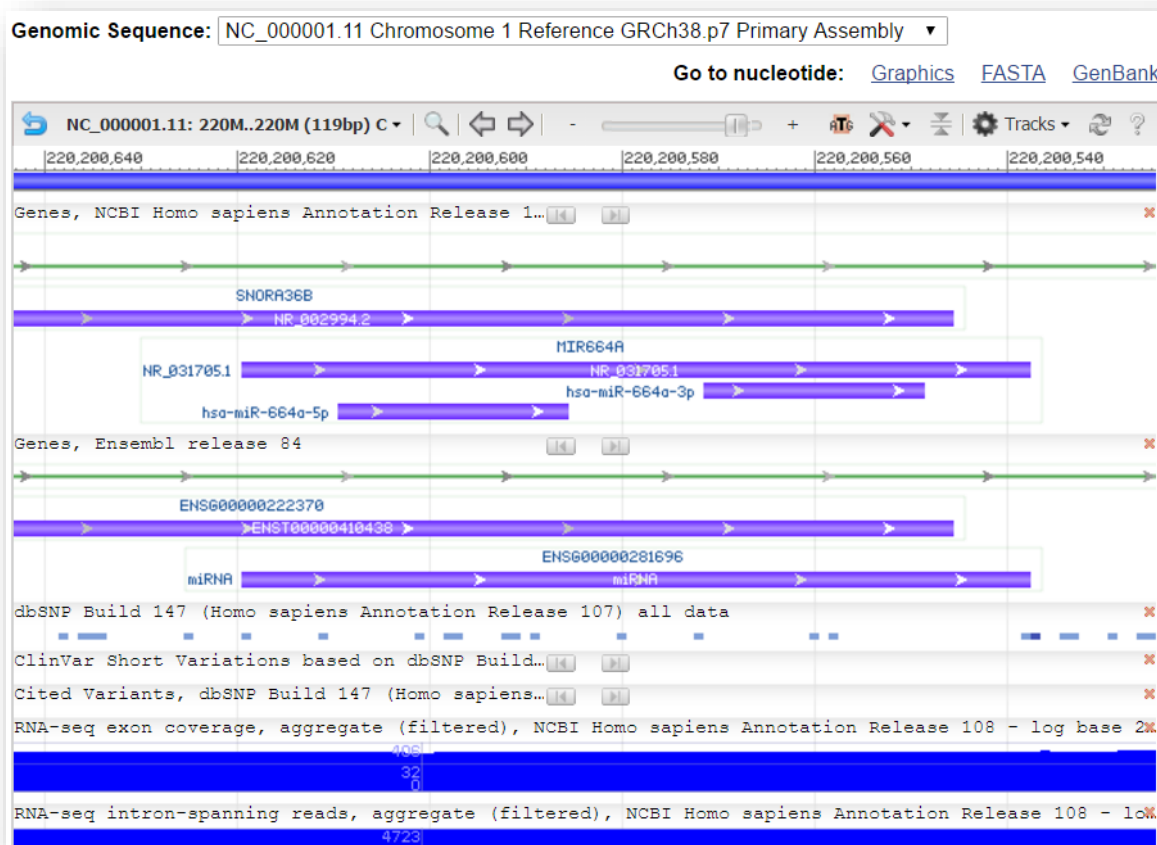 Genomic Sequence: NC_000001.11 Chromosome 1 Reference GRCh38.p7 Primary Assembly
Go to nucleotide: Graphics FASTA GenBank
NC_000001.11: 220M..220M (119bp) C - + ATG Tracks ?
220,200,640 220,200,620 220,200,600 220,200,580 220,200,560 220,200,540
Genes, NCBI Homo sapiens Annotation Release 1…
SNORA36B
NR_002994.2
MIR664A
NR_031705.1 NR_031705.1
hsa-miR-664a-3p
hsa-miR-664a-5p
Genes, Ensembl release 84
ENSG00000222370
ENST00000410438
ENSG00000281696
miRNA miRNA
dbSNP Build 147 (Homo sapiens Annotation Release 107) all data
ClinVar Short Variations based on dbSNP Build…
Cited Variants, dbSNP Build 147 (Homo sapiens…
RNA-seq exon coverage, aggregate (filtered), NCBI Homo sapiens Annotation Release 108 - log base 2
406
32
0
RNA-seq intron-spanning reads, aggregate (filtered), NCBI Homo sapiens Annotation Release 108 - lo…
4723